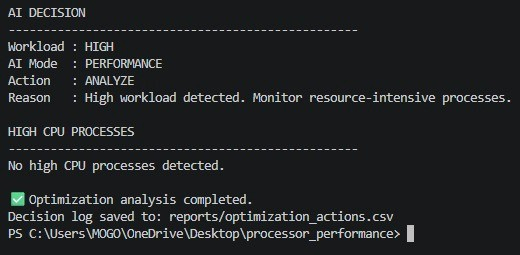 AI DECISION
--------------------------------------------------
Workload : HIGH
AI Mode  : PERFORMANCE
Action   : ANALYZE
Reason   : High workload detected. Monitor resource-intensive processes.

HIGH CPU PROCESSES
--------------------------------------------------
No high CPU processes detected.

✅ Optimization analysis completed.
Decision log saved to: reports/optimization_actions.csv
PS C:\Users\MOGO\OneDrive\Desktop\processor_performance>